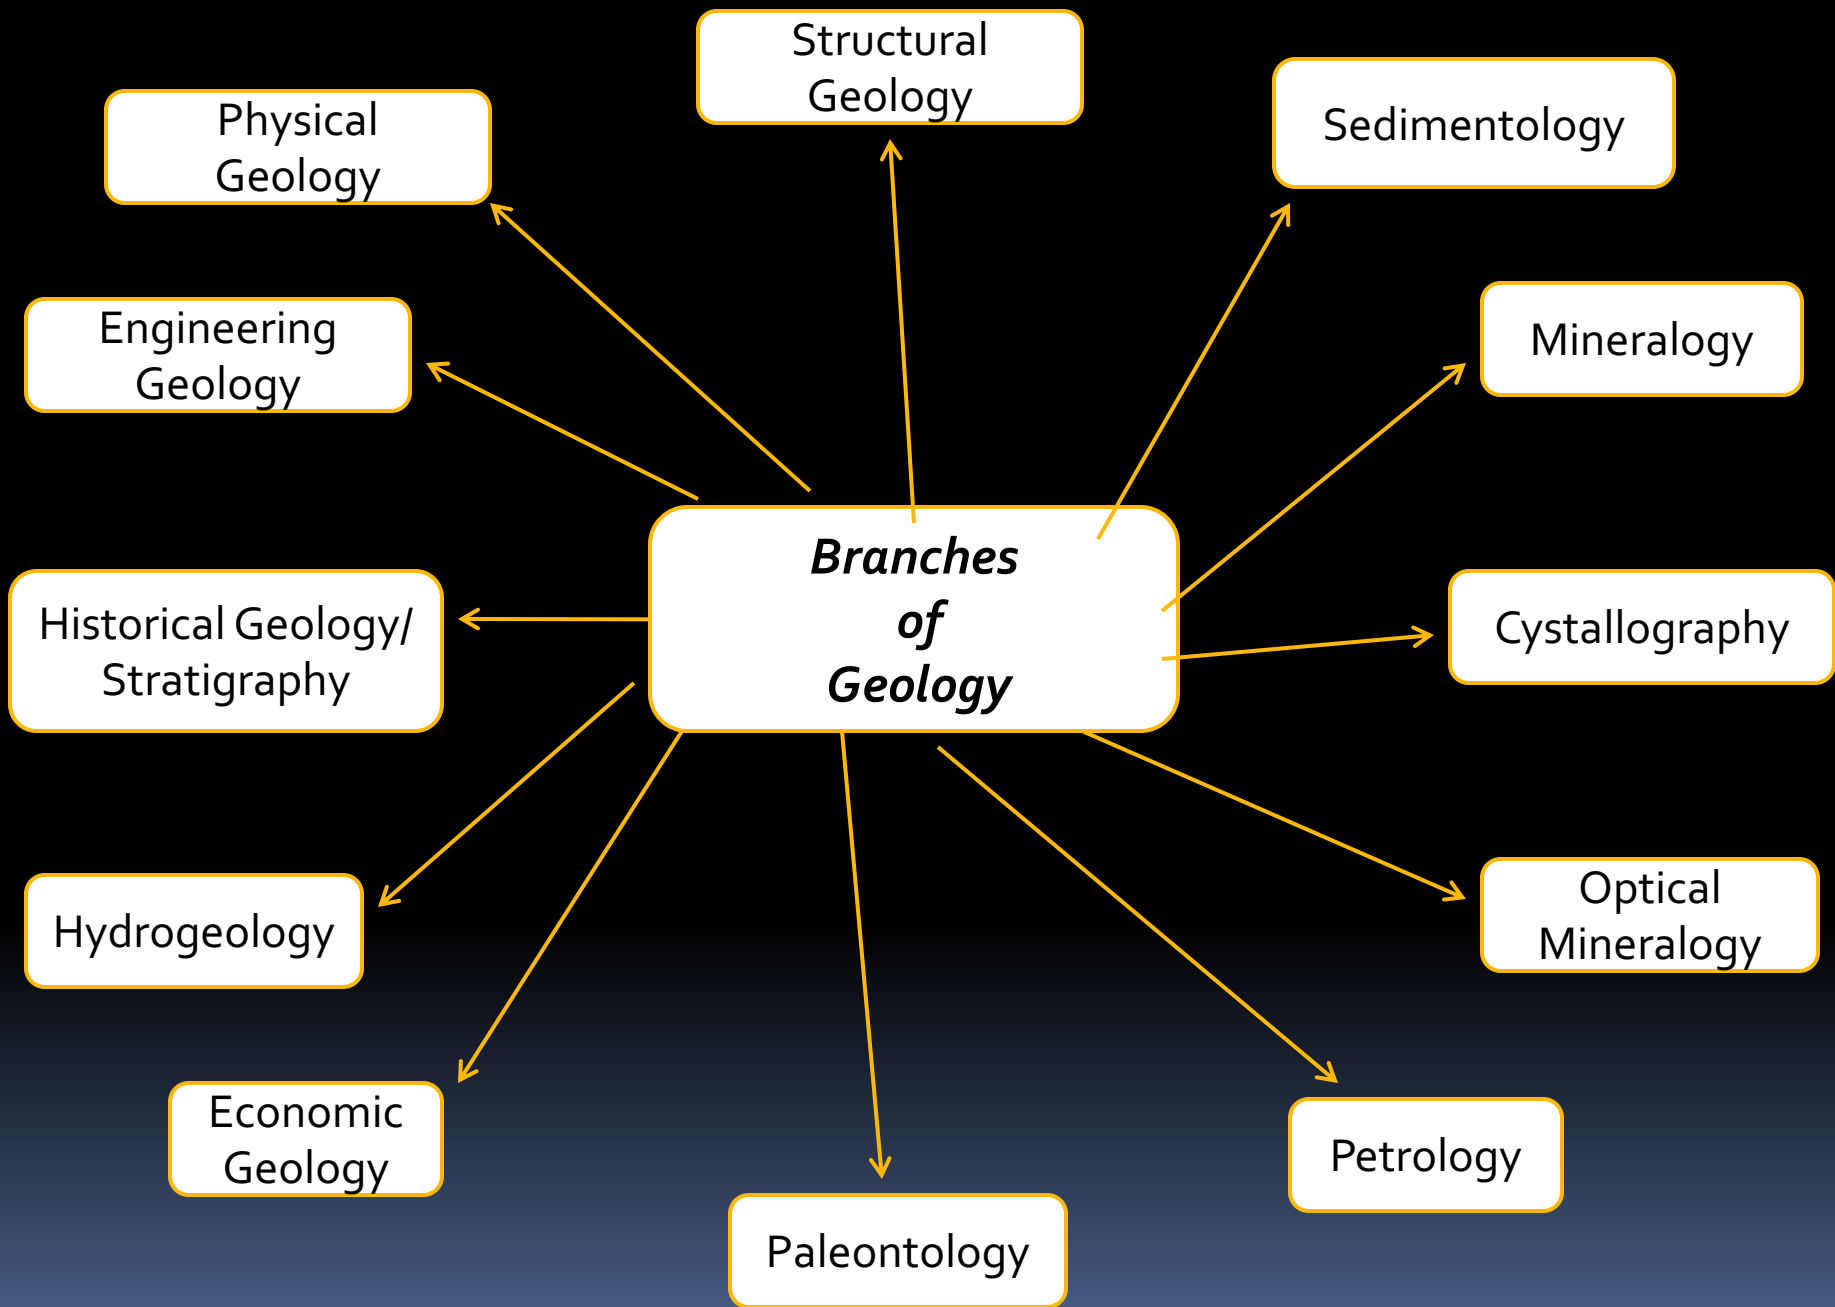 Structural
Geology
Physical
Geology
Sedimentology
Engineering
Geology
Mineralogy
Branches
of
Geology
Historical Geology/
Stratigraphy
Cystallography
Hydrogeology
Optical
Mineralogy
Economic
Geology
Petrology
Paleontology